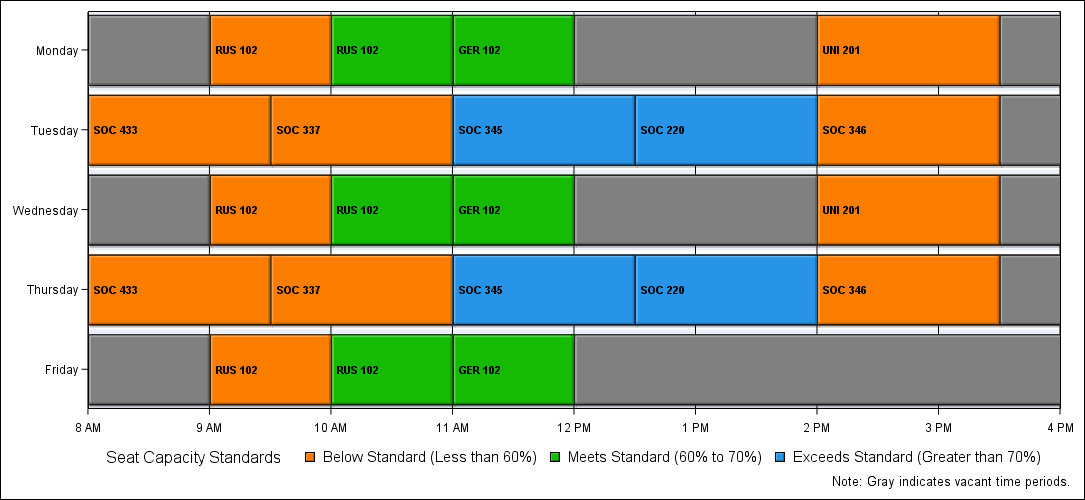 Monday RUS 102 RUS 102 GER 102 UNI 201
Tuesday SOC 433 SOC 337 SOC 345 SOC 220 SOC 346
Wednesday RUS 102 RUS 102 GER 102 UNI 201
Thursday SOC 433 SOC 337 SOC 345 SOC 220 SOC 346
Friday RUS 102 RUS 102 GER 102
8 AM 9 AM 10 AM 11 AM 12 PM 1 PM 2 PM 3 PM 4 PM
Seat Capacity Standards Below Standard (Less than 60%) Meets Standard (60% to 70%) Exceeds Standard (Greater than 70%)
Note: Gray indicates vacant time periods.